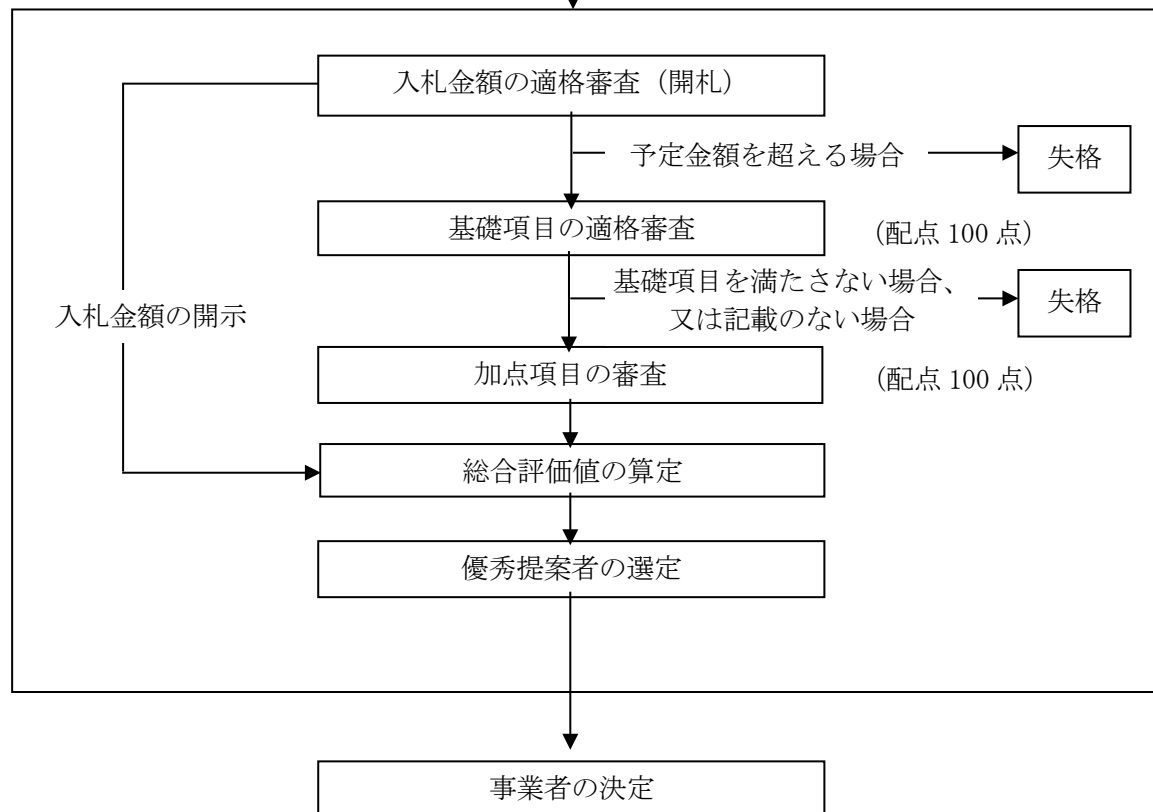 入札金額の適格審査（開札）
予定金額を超える場合
失格
基礎項目の適格審査
（配点 100 点）
基礎項目を満たさない場合、
又は記載のない場合
失格
入札金額の開示
加点項目の審査
（配点 100 点）
総合評価値の算定
優秀提案者の選定
事業者の決定